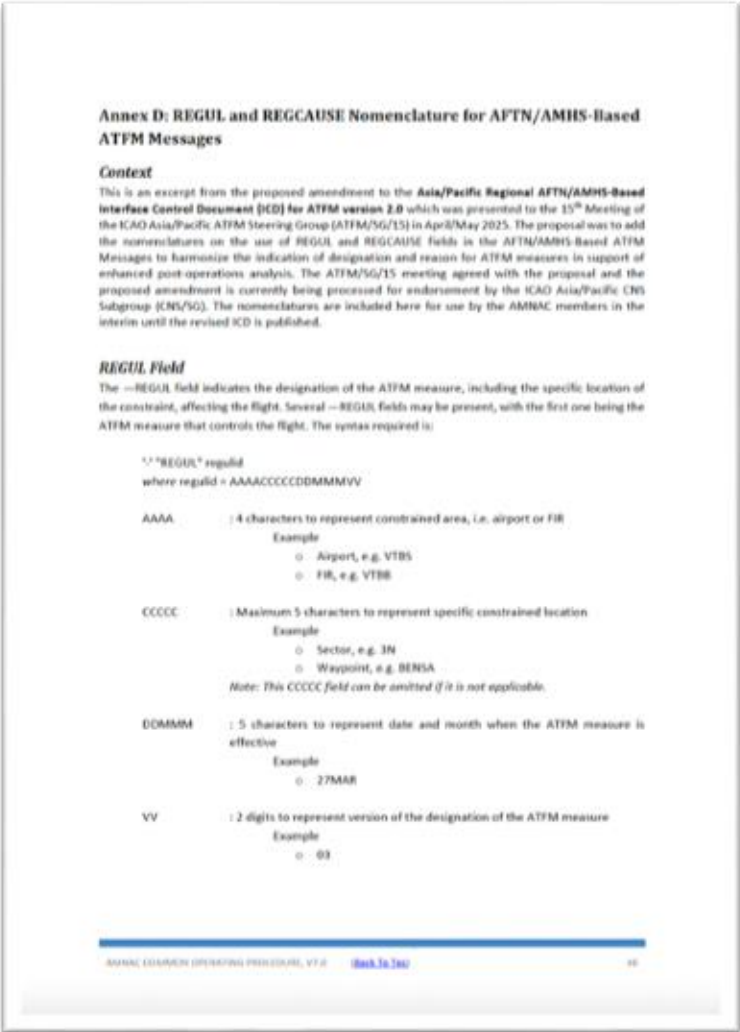 Annex D: REGUL and REGCAUSE Nomenclature for AFTN/AMHS-Based
ATFM Messages
Context
This is an excerpt from the proposed amendment to the Asia/Pacific Regional AFTN/AMHS-Based
Interface Control Document (ICD) for ATFM version 2.0 which was presented to the 15th Meeting of
the ICAO Asia/Pacific ATFM Steering Group (ATFM/SG/15) in April/May 2025. The proposal was to add
the nomenclatures on the use of REGUL and REGCAUSE fields in the AFTN/AMHS-Based ATFM
Messages to harmonize the indication of designation and reason for ATFM measures in support of
enhanced post-operations analysis. The ATFM/SG/15 meeting agreed with the proposal and the
proposed amendment is currently being processed for endorsement by the ICAO Asia/Pacific CNS
Subgroup (CNS/SG). The nomenclatures are included here for use by the AMNAC members in the
interim until the revised ICD is published.
REGUL Field
The —REGUL field indicates the designation of the ATFM measure, including the specific location of
the constraint, affecting the flight. Several —REGUL fields may be present, with the first one being the
ATFM measure that controls the flight. The syntax required is:
'-' "REGUL" regulid
where regulid = AAAACCCCCDDMMMVV
AAAA : 4 characters to represent constrained area, i.e. airport or FIR
Example
o Airport, e.g. VTBS
o FIR, e.g. VTBB
CCCCC : Maximum 5 characters to represent specific constrained location
Example
o Sector, e.g. 3N
o Waypoint, e.g. BENSA
Note: This CCCCC field can be omitted if it is not applicable.
DDMMM : 5 characters to represent date and month when the ATFM measure is
effective
Example
o 27MAR
VV : 2 digits to represent version of the designation of the ATFM measure
Example
o 03
AMNAC COMMON OPERATING PROCEDURE, V7.0 (Back To Top)